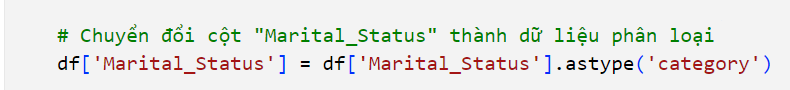 # Chuyển đổi cột "Marital_Status" thành dữ liệu phân loại
df['Marital_Status'] = df['Marital_Status'].astype('category')